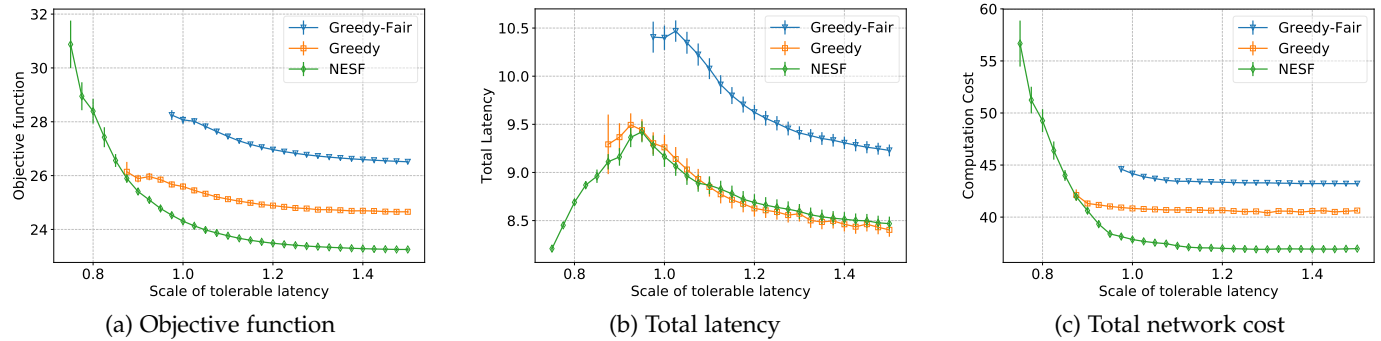 32
30
28
26
24
Objective function
Greedy-Fair
Greedy
NESF
0.8 1.0 1.2 1.4
Scale of tolerable latency
(a) Objective function
10.5
10.0
9.5
9.0
8.5
Total Latency
Greedy-Fair
Greedy
NESF
0.8 1.0 1.2 1.4
Scale of tolerable latency
(b) Total latency
60
55
50
45
40
Computation Cost
Greedy-Fair
Greedy
NESF
0.8 1.0 1.2 1.4
Scale of tolerable latency
(c) Total network cost